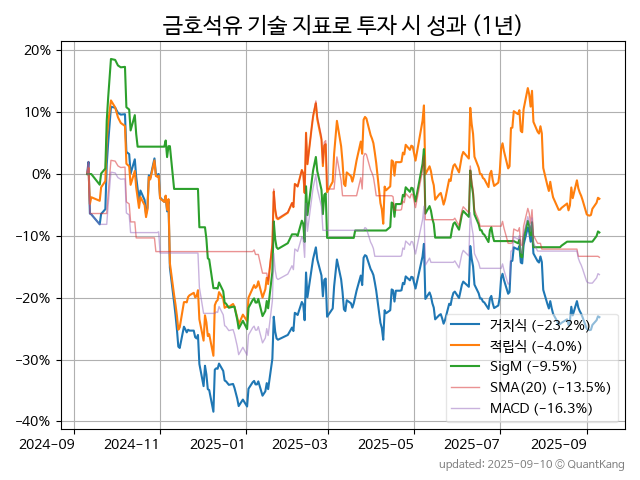 금호석유 기술 지표로 투자 시 성과 (1년)
20%
10%
0%
−10%
−20%
−30%
−40%
거치식 (−23.2%)
적립식 (−4.0%)
SigM (−9.5%)
SMA(20) (−13.5%)
MACD (−16.3%)
2024-09
2024-11
2025-01
2025-03
2025-05
2025-07
2025-09
updated: 2025-09-10 © QuantKang